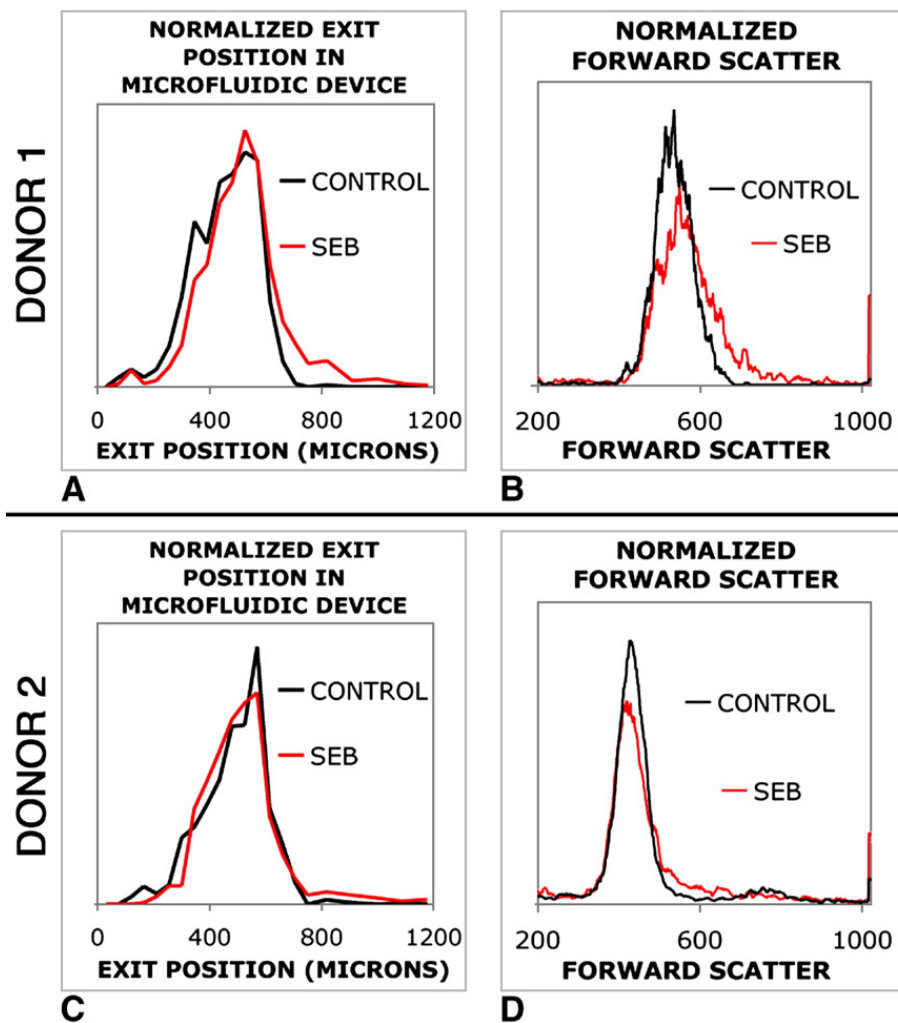 DONOR 1
NORMALIZED EXIT
POSITION IN
MICROFLUIDIC DEVICE
CONTROL
SEB
0 400 800 1200
EXIT POSITION (MICRONS)
A
NORMALIZED
FORWARD SCATTER
CONTROL
SEB
200 600 1000
FORWARD SCATTER
B
DONOR 2
NORMALIZED EXIT
POSITION IN
MICROFLUIDIC DEVICE
CONTROL
SEB
0 400 800 1200
EXIT POSITION (MICRONS)
C
NORMALIZED
FORWARD SCATTER
CONTROL
SEB
200 600 1000
FORWARD SCATTER
D